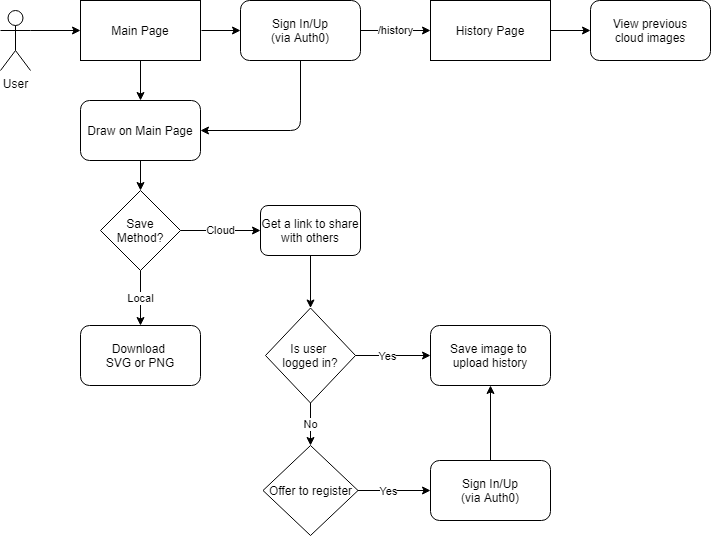 Main Page
Sign In/Up
(via Auth0)
/history
History Page
View previous
cloud images
User
Draw on Main Page
Save
Method?
Cloud
Get a link to share
with others
Local
Download
SVG or PNG
Is user
logged in?
Yes
Save image to
upload history
No
Offer to register
Yes
Sign In/Up
(via Auth0)